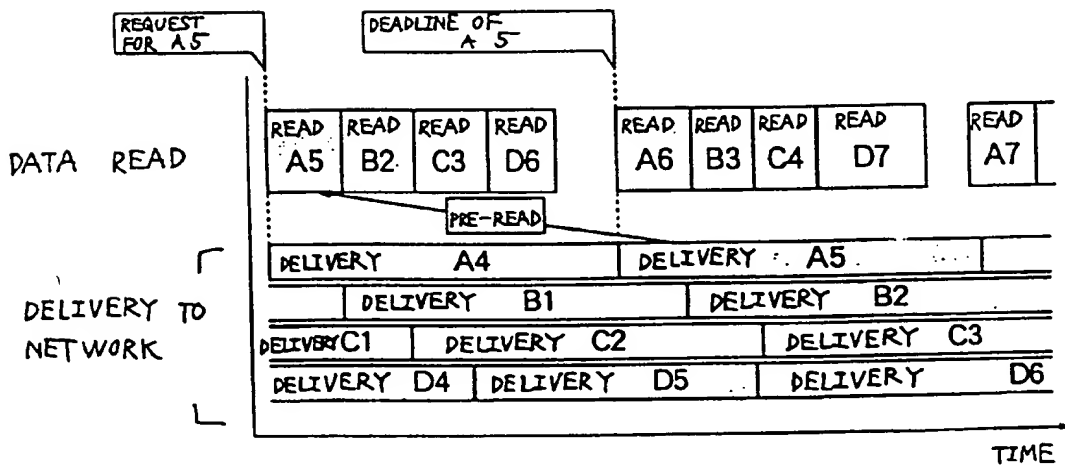 REQUEST
FOR A5
DEADLINE OF
A 5
DATA READ
READ
A5
READ
B2
READ
C3
READ
D6
READ
A6
READ
B3
READ
C4
READ
D7
READ
A7
PRE-READ
DELIVERY TO
NETWORK
DELIVERY A4
DELIVERY A5
DELIVERY B1
DELIVERY B2
DELIVERY C1
DELIVERY C2
DELIVERY C3
DELIVERY D4
DELIVERY D5
DELIVERY D6
TIME